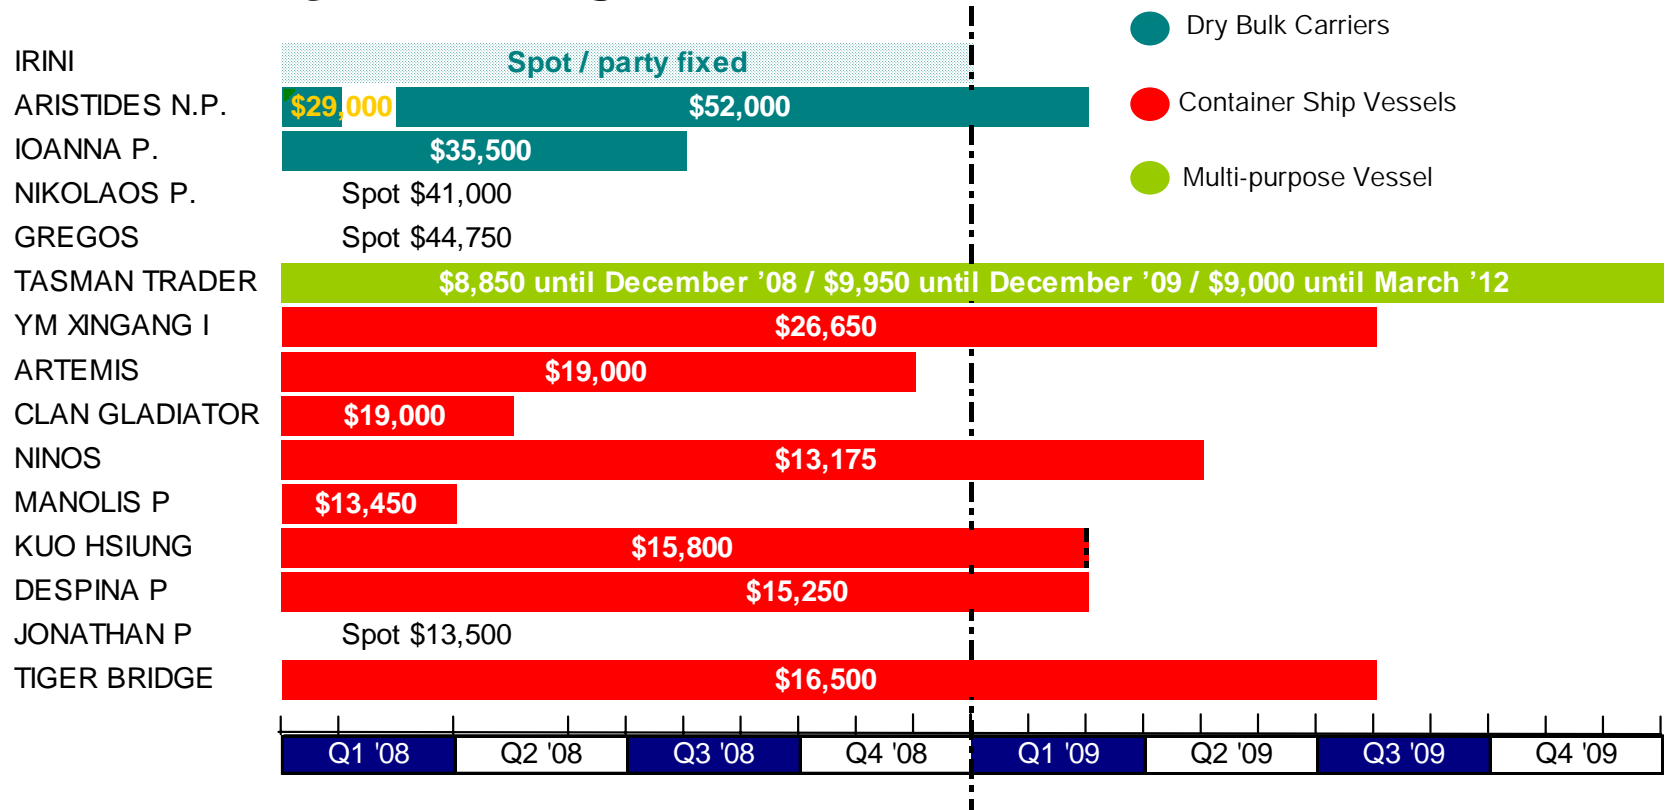 Dry Bulk Carriers
Container Ship Vessels
Multi-purpose Vessel
IRINI Spot / party fixed
ARISTIDES N.P. $29,000 $52,000
IOANNA P. $35,500
NIKOLAOS P. Spot $41,000
GREGOS Spot $44,750
TASMAN TRADER $8,850 until December ’08 / $9,950 until December ’09 / $9,000 until March ’12
YM XINGANG I $26,650
ARTEMIS $19,000
CLAN GLADIATOR $19,000
NINOS $13,175
MANOLIS P $13,450
KUO HSIUNG $15,800
DESPINA P $15,250
JONATHAN P Spot $13,500
TIGER BRIDGE $16,500
Q1 '08 Q2 '08 Q3 '08 Q4 '08 Q1 '09 Q2 '09 Q3 '09 Q4 '09